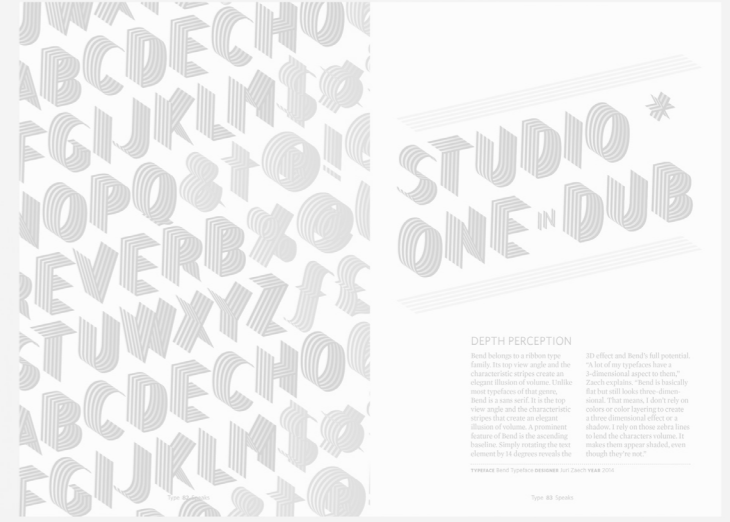 ABCDECHO
FGIJKLM
NOPQ & + @ !
REVERB % @
STUWXYZ
ABCDECHO
FGIJKLM
NOPQ & +
Type 83 Speaks
STUDIO *
ONE IN DUB
DEPTH PERCEPTION
Bend belongs to a ribbon type
family. Its top view angle and the
characteristic stripes create an
elegant illusion of volume. Unlike
most typefaces of that genre,
Bend is a sans serif. It is the top
view angle and the characteristic
stripes that create an elegant
illusion of volume. A prominent
feature of Bend is the ascending
baseline. Simply rotating the text
element by 14 degrees reveals the
3D effect and Bend's full potential.
"A lot of my typefaces have a
3-dimensional aspect to them,"
Zaech explains. "Bend is basically
flat but still looks three-dimen-
sional. That means, I don't rely on
colors or color layering to create
a three dimensional effect or a
shadow. I rely on those zebra lines
to lend the characters volume. It
makes them appear shaded, even
though they're not."
TYPEFACE Bend Typeface DESIGNER Zaech YEAR 2014
Type Speaks